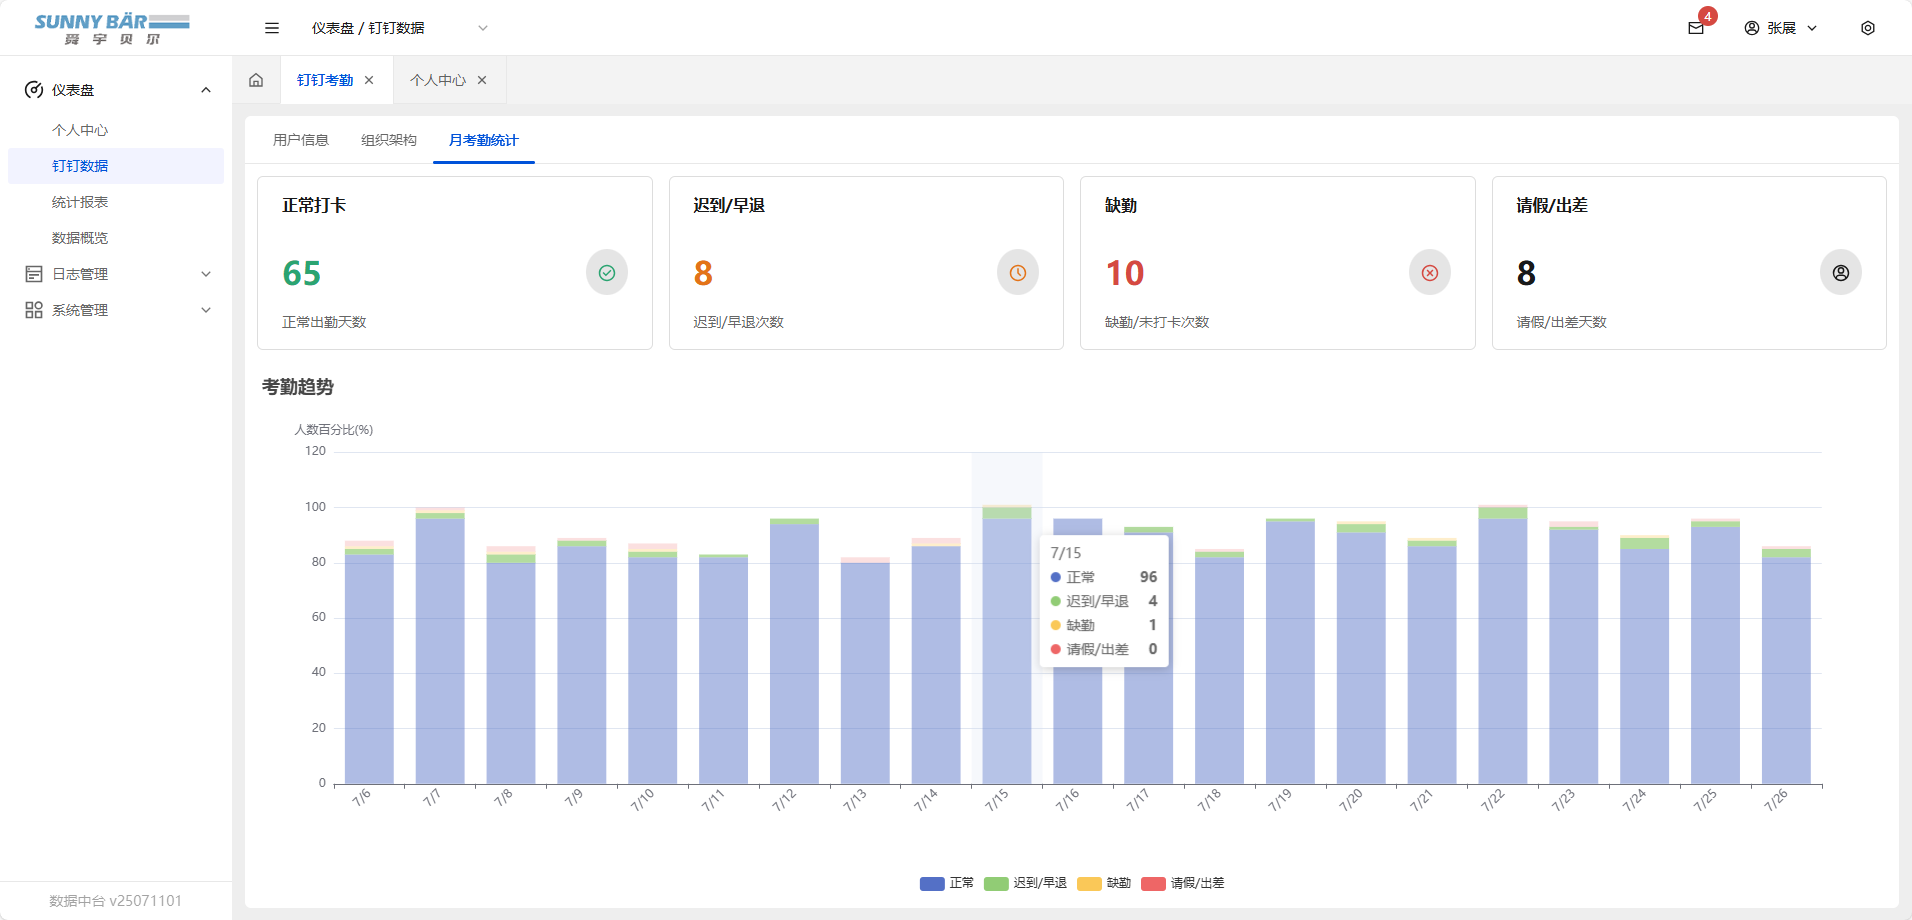 SUNNY BÄR
舜宇贝尔
仪表盘 / 钉钉数据
4
张展
仪表盘
个人中心
钉钉数据
统计报表
数据概览
日志管理
系统管理
数据中台 v25071101
钉钉考勤
个人中心
用户信息
组织架构
月考勤统计
正常打卡
65
正常出勤天数
迟到/早退
8
迟到/早退次数
缺勤
10
缺勤/未打卡次数
请假/出差
8
请假/出差天数
考勤趋势
人数百分比(%)
120
100
80
60
40
20
0
7/15
正常 96
迟到/早退 4
缺勤 1
请假/出差 0
7/6
7/7
7/8
7/9
7/10
7/11
7/12
7/13
7/14
7/15
7/16
7/17
7/18
7/19
7/20
7/21
7/22
7/23
7/24
7/25
7/26
正常
迟到/早退
缺勤
请假/出差